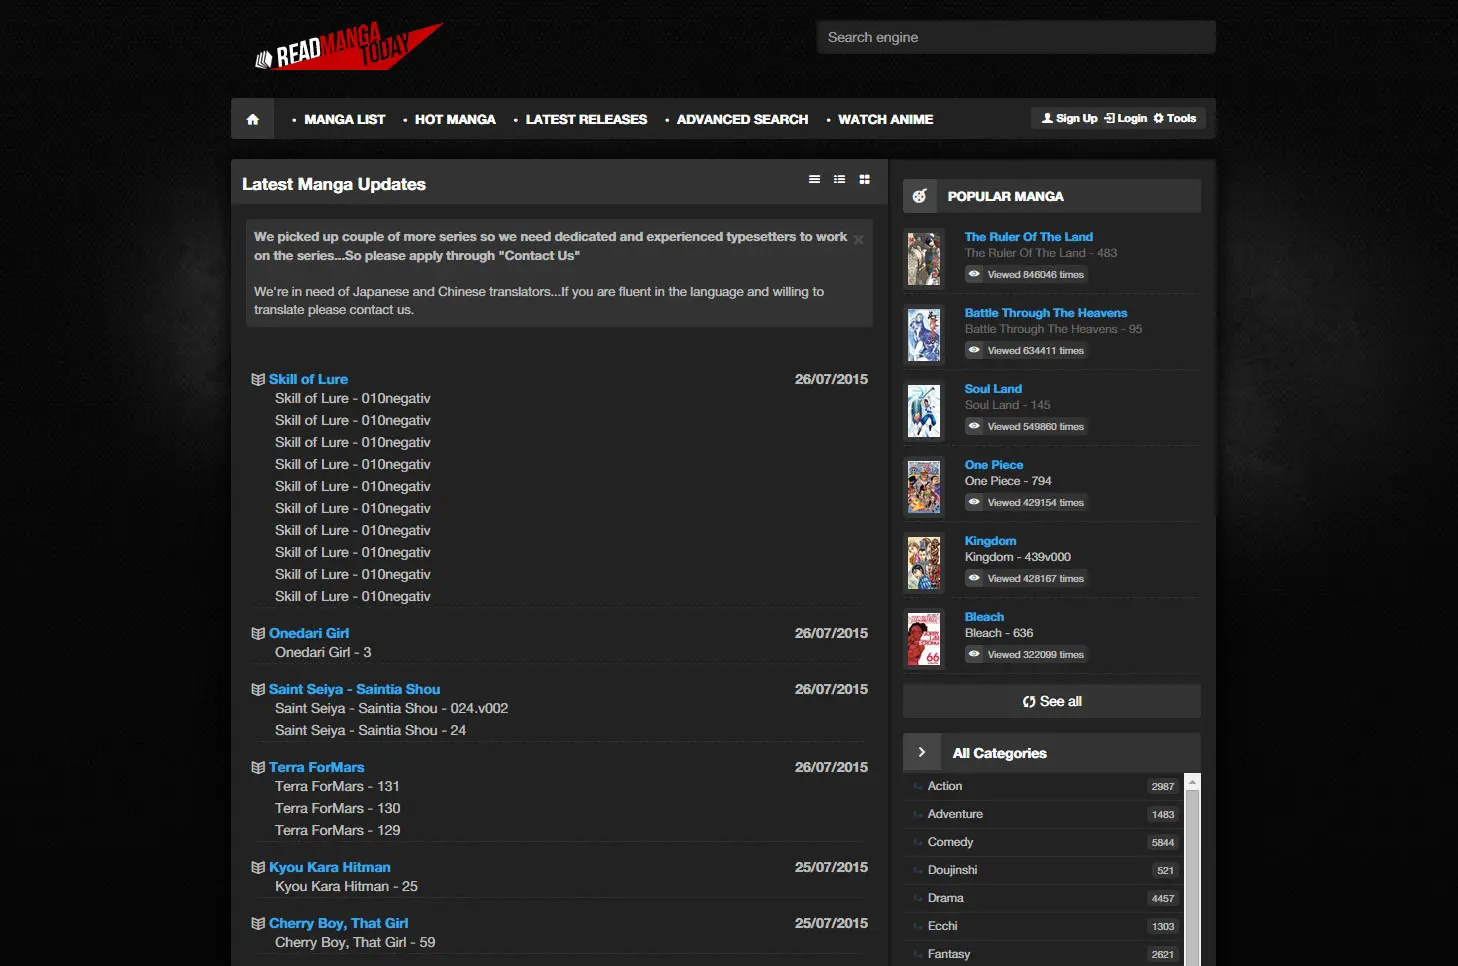 READ MANGA TODAY
Search engine
MANGA LIST
HOT MANGA
LATEST RELEASES
ADVANCED SEARCH
WATCH ANIME
Sign Up Login Tools
Latest Manga Updates
We picked up couple of more series so we need dedicated and experienced typesetters to work
on the series...So please apply through "Contact Us"
We're in need of Japanese and Chinese translators...If you are fluent in the language and willing to
translate please contact us.
Skill of Lure 26/07/2015
Skill of Lure - 010negativ
Skill of Lure - 010negativ
Skill of Lure - 010negativ
Skill of Lure - 010negativ
Skill of Lure - 010negativ
Skill of Lure - 010negativ
Skill of Lure - 010negativ
Skill of Lure - 010negativ
Skill of Lure - 010negativ
Skill of Lure - 010negativ
Onedari Girl 26/07/2015
Onedari Girl - 3
Saint Seiya - Saintia Shou 26/07/2015
Saint Seiya - Saintia Shou - 024.v002
Saint Seiya - Saintia Shou - 24
Terra ForMars 26/07/2015
Terra ForMars - 131
Terra ForMars - 130
Terra ForMars - 129
Kyou Kara Hitman 25/07/2015
Kyou Kara Hitman - 25
Cherry Boy, That Girl 25/07/2015
Cherry Boy, That Girl - 59
POPULAR MANGA
The Ruler Of The Land
The Ruler Of The Land - 483
Viewed 846046 times
Battle Through The Heavens
Battle Through The Heavens - 95
Viewed 634411 times
Soul Land
Soul Land - 145
Viewed 549860 times
One Piece
One Piece - 794
Viewed 429154 times
Kingdom
Kingdom - 439v000
Viewed 428167 times
Bleach
Bleach - 636
Viewed 322099 times
66
See all
All Categories
Action 2987
Adventure 1483
Comedy 5844
Doujinshi 521
Drama 4457
Ecchi 1303
Fantasy 2621